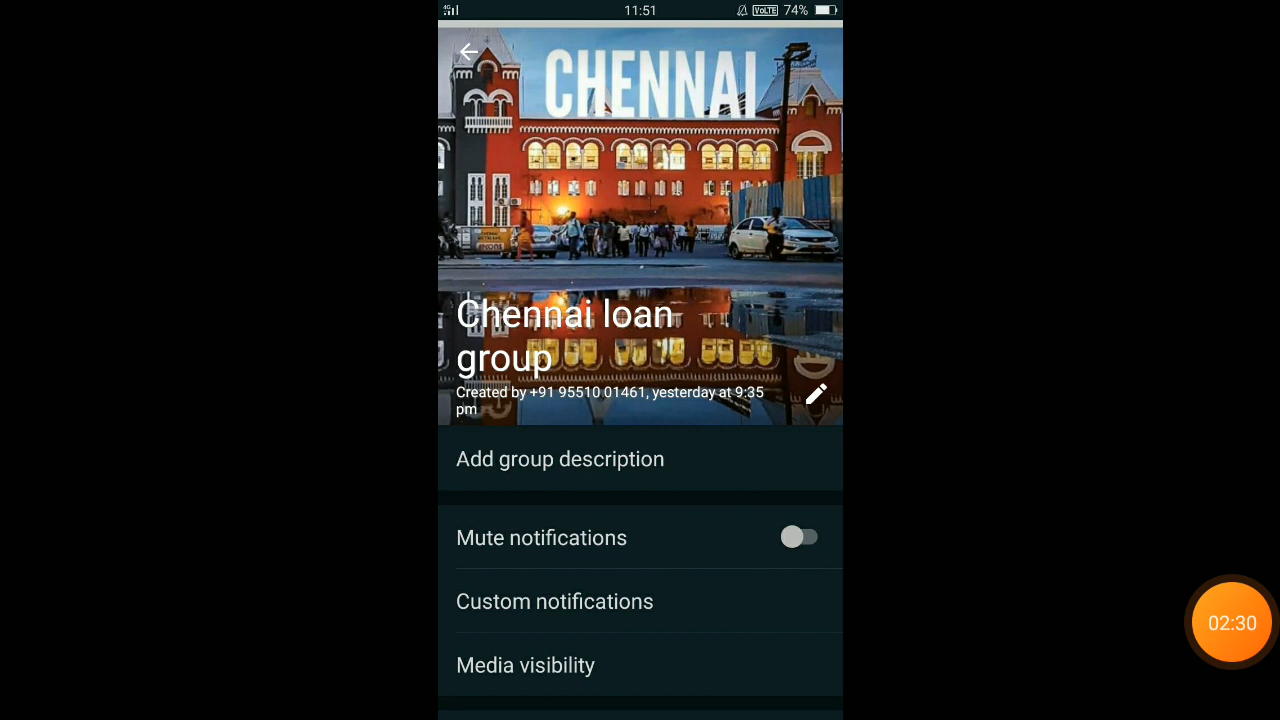 4G
11:51
VoLTE
74%
CHENNAI
Chennai loan
group
Created by +91 95510 01461, yesterday at 9:35
pm
Add group description
Mute notifications
Custom notifications
Media visibility
02:30